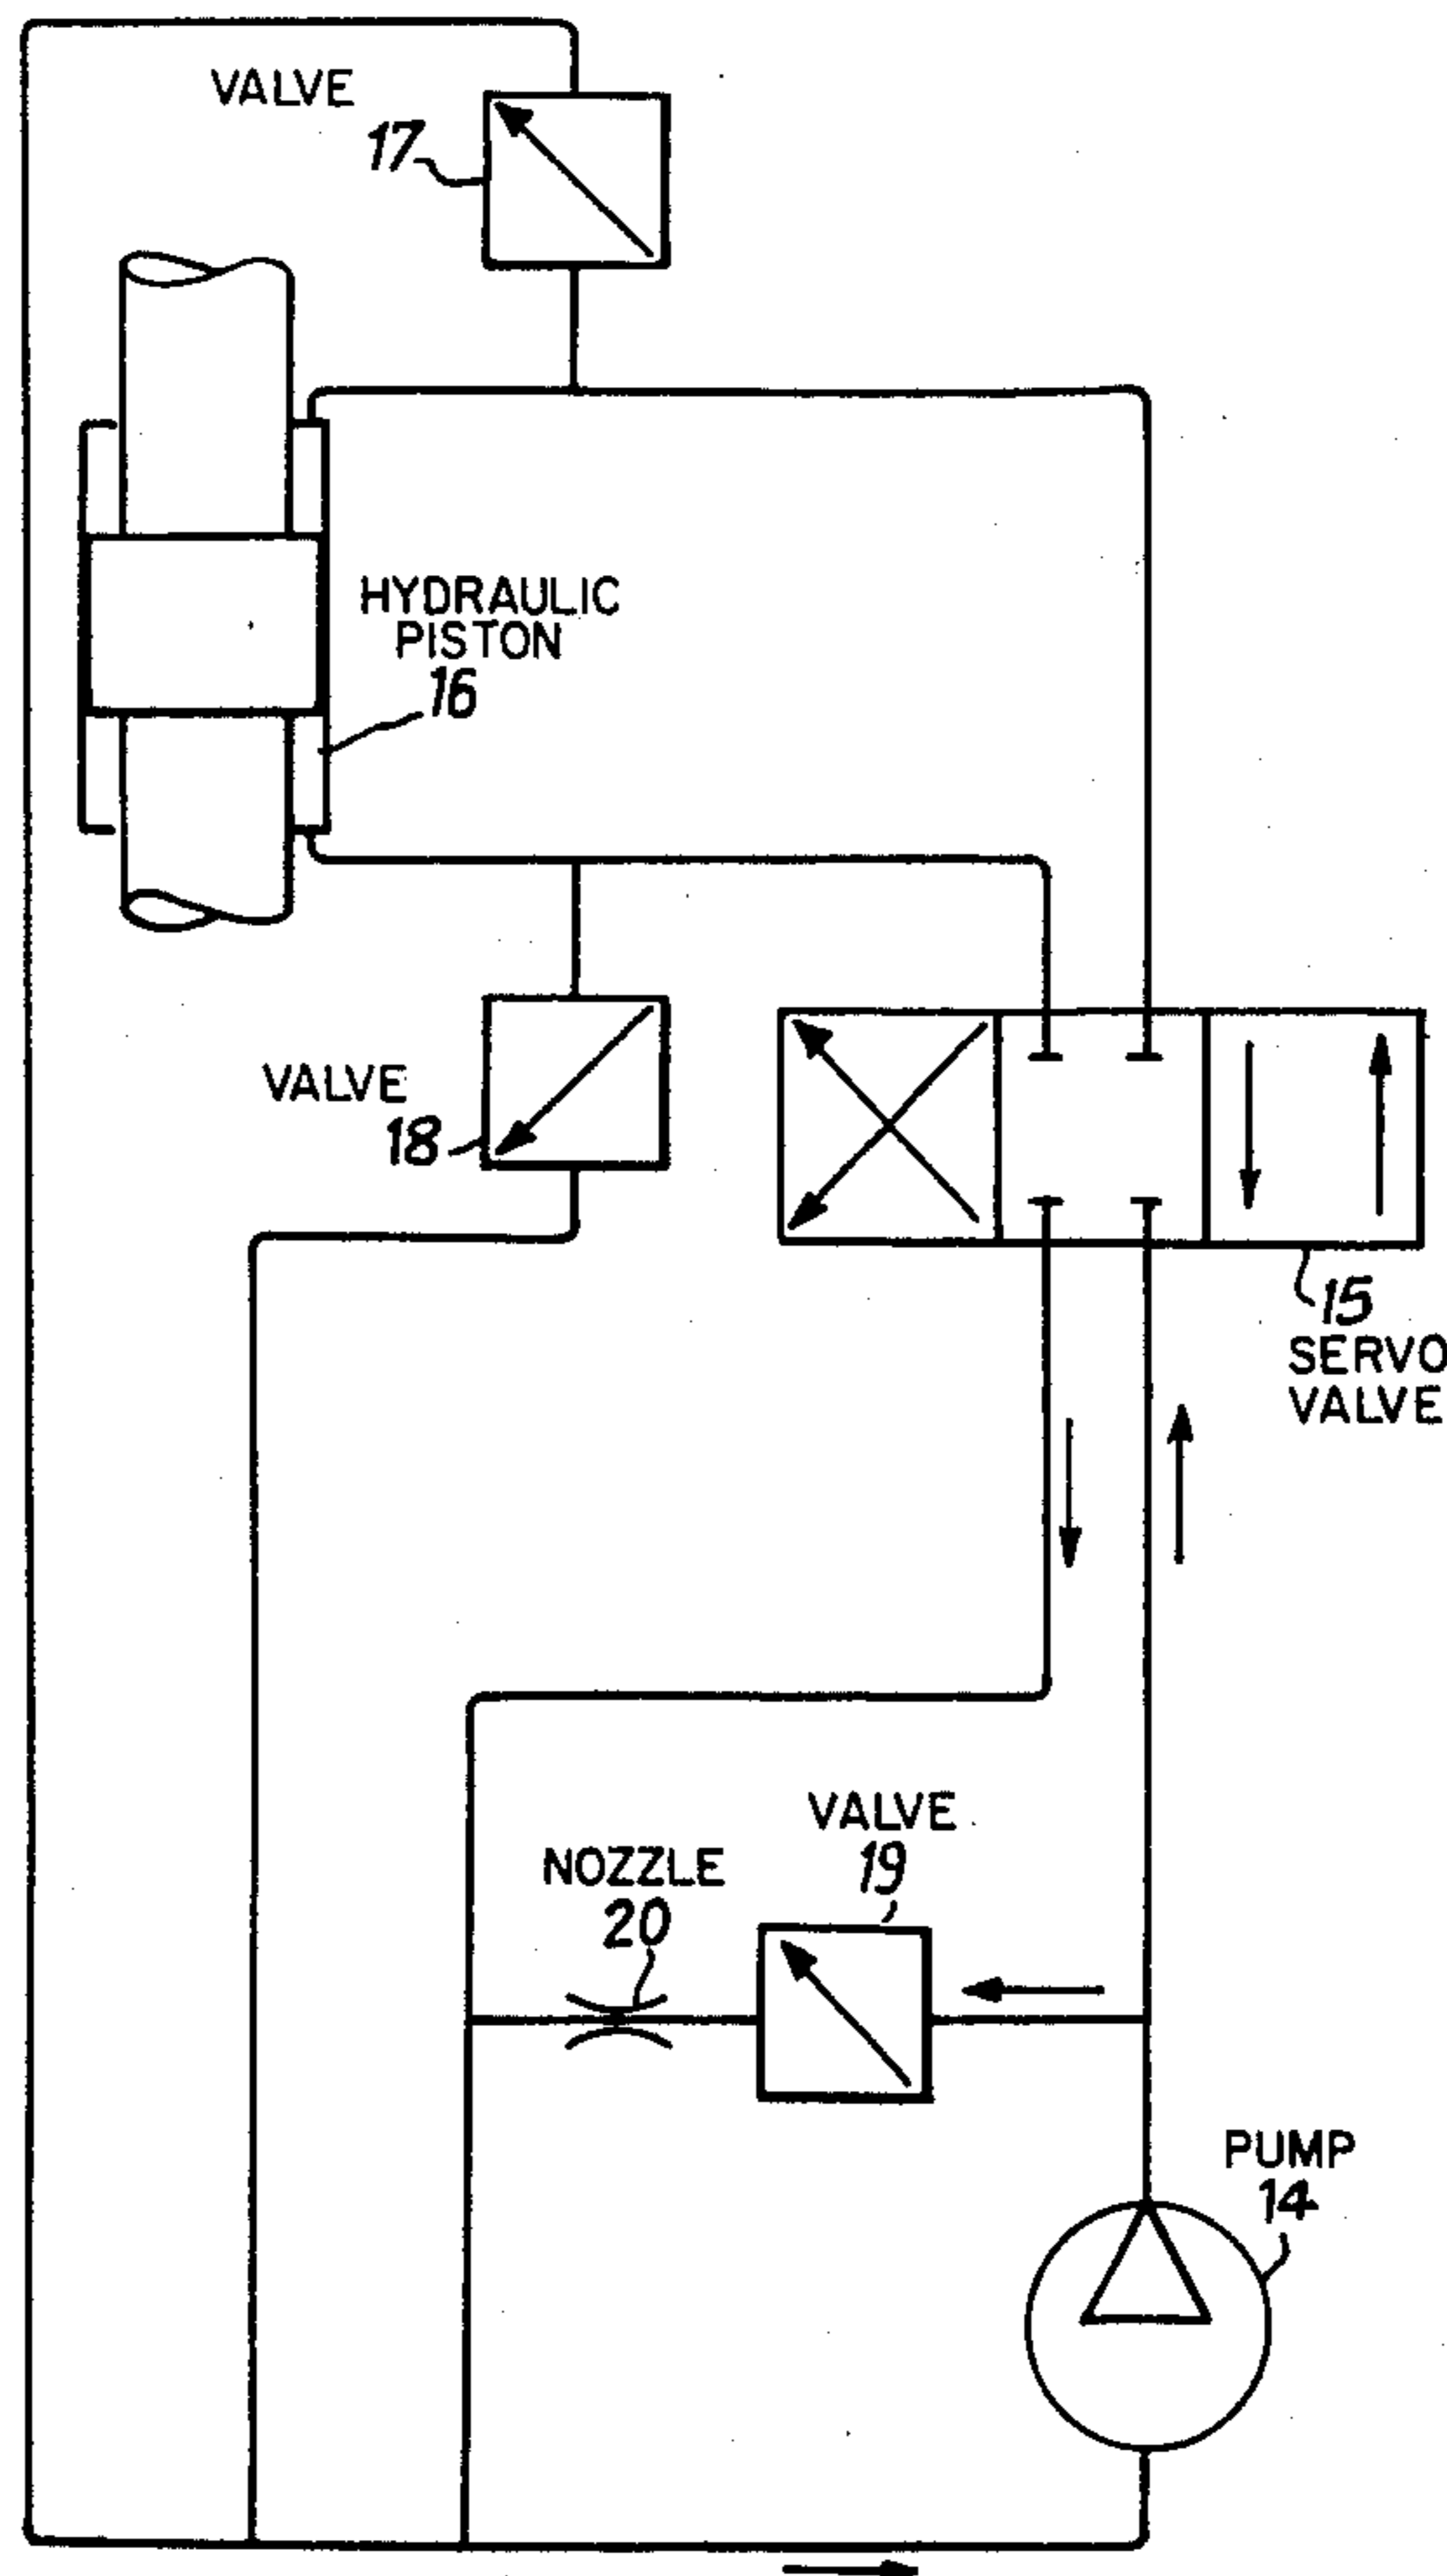 VALVE
17
HYDRAULIC
PISTON
16
VALVE
18
15
SERVO
VALVE
VALVE
19
NOZZLE
20
PUMP
14